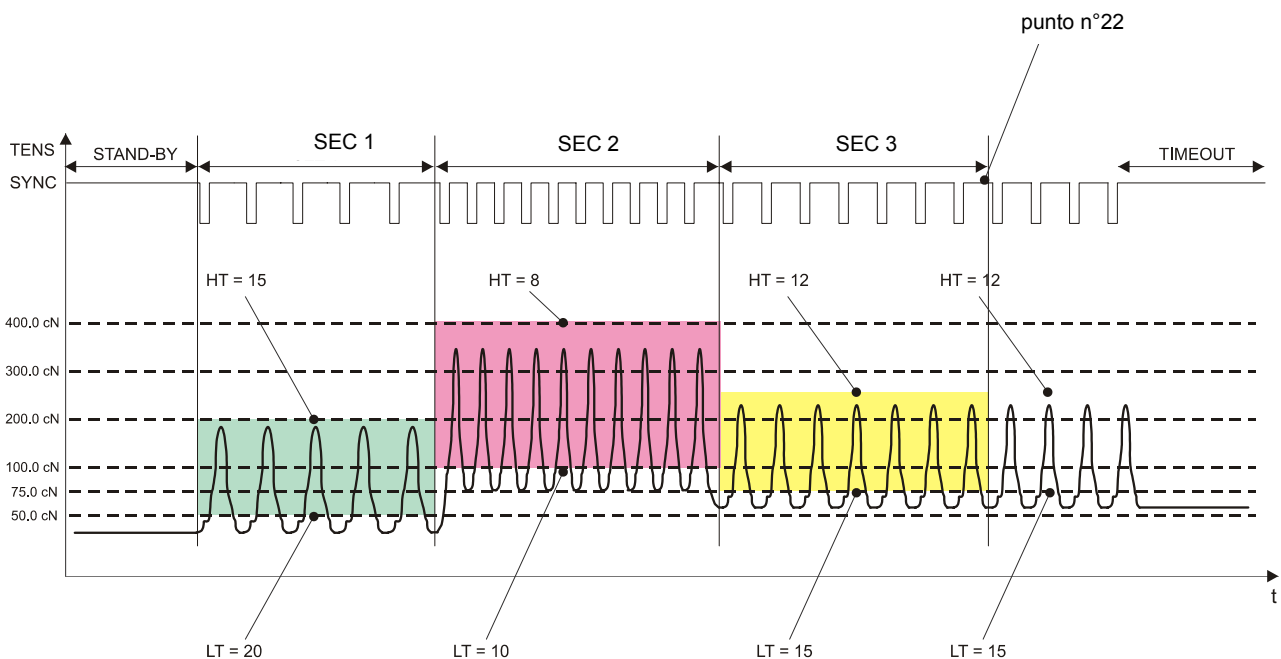 punto n°22
SEC 1
SEC 2
SEC 3
TENS
STAND-BY
TIMEOUT
SYNC
HT = 15
HT = 8
HT = 12
HT = 12
400.0 cN
300.0 cN
200.0 cN
100.0 cN
75.0 cN
50.0 cN
t
LT = 20
LT = 10
LT = 15
LT = 15